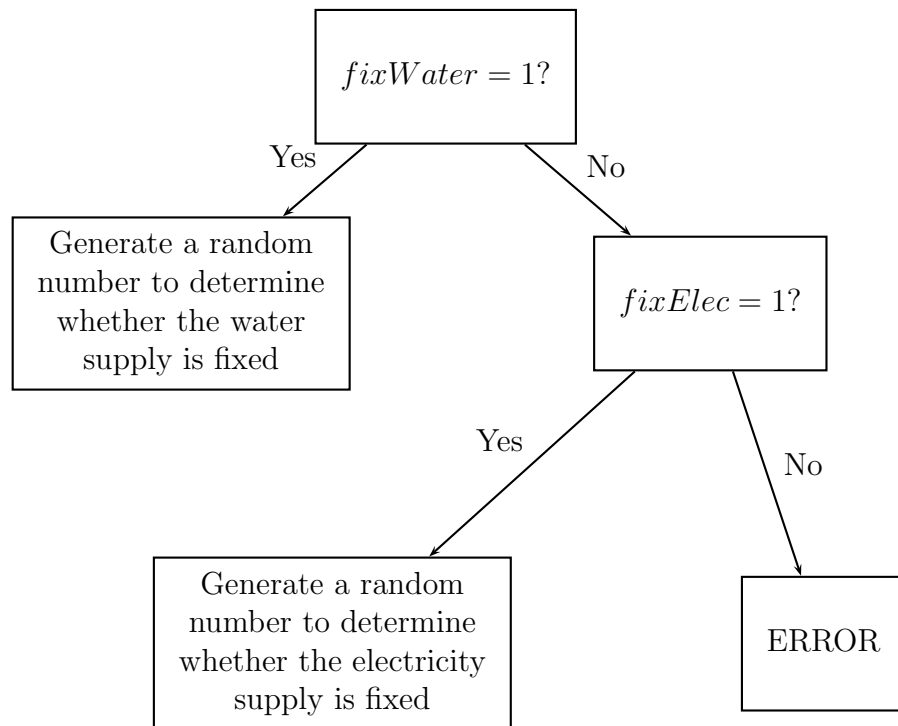 fixWater = 1?
Yes
No
Generate a random
number to determine
whether the water
supply is fixed
fixElec = 1?
Yes
No
Generate a random
number to determine
whether the electricity
supply is fixed
ERROR